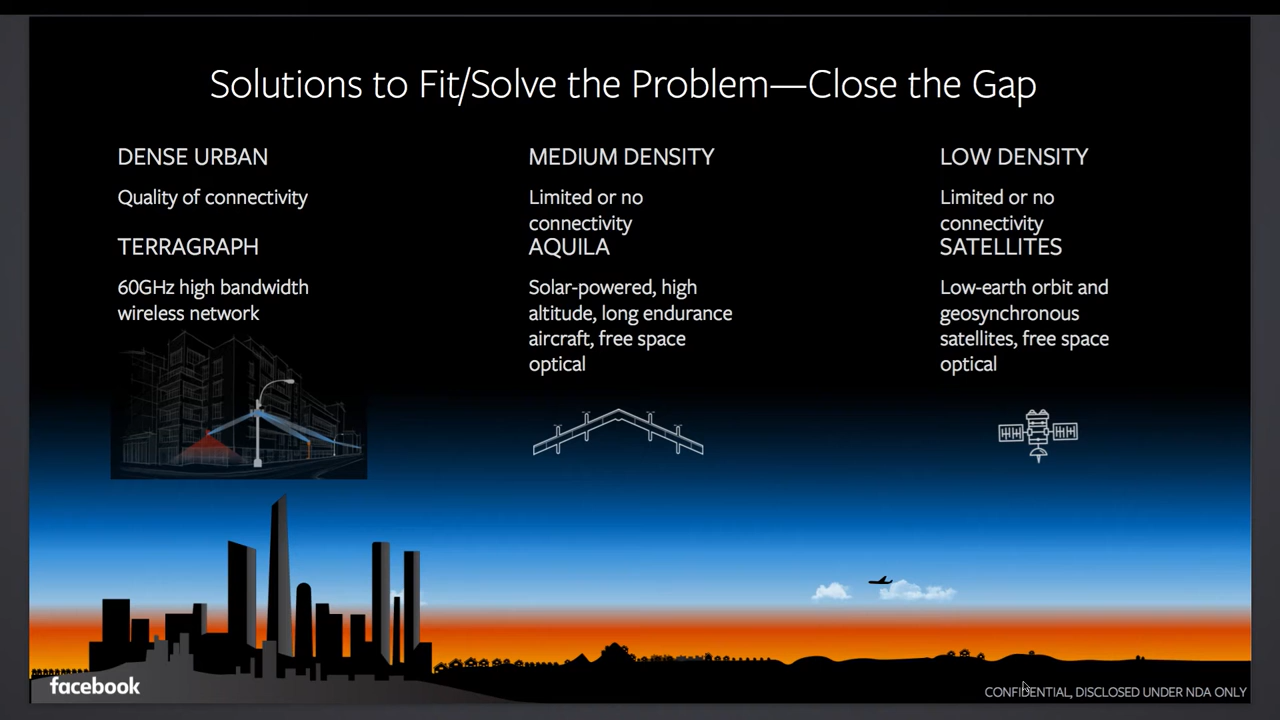 Solutions to Fit/Solve the Problem—Close the Gap
DENSE URBAN
Quality of connectivity
TERRAGRAPH
60GHz high bandwidth
wireless network
MEDIUM DENSITY
Limited or no
connectivity
AQUILA
Solar-powered, high
altitude, long endurance
aircraft, free space
optical
LOW DENSITY
Limited or no
connectivity
SATELLITES
Low-earth orbit and
geosynchronous
satellites, free space
optical
facebook
CONFIDENTIAL, DISCLOSED UNDER NDA ONLY